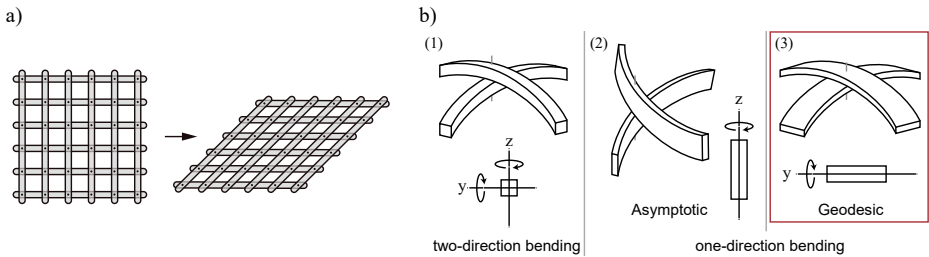 a)
b)
(1)
(2)
(3)
z
y
z
y
Asymptotic
Geodesic
two-direction bending
one-direction bending